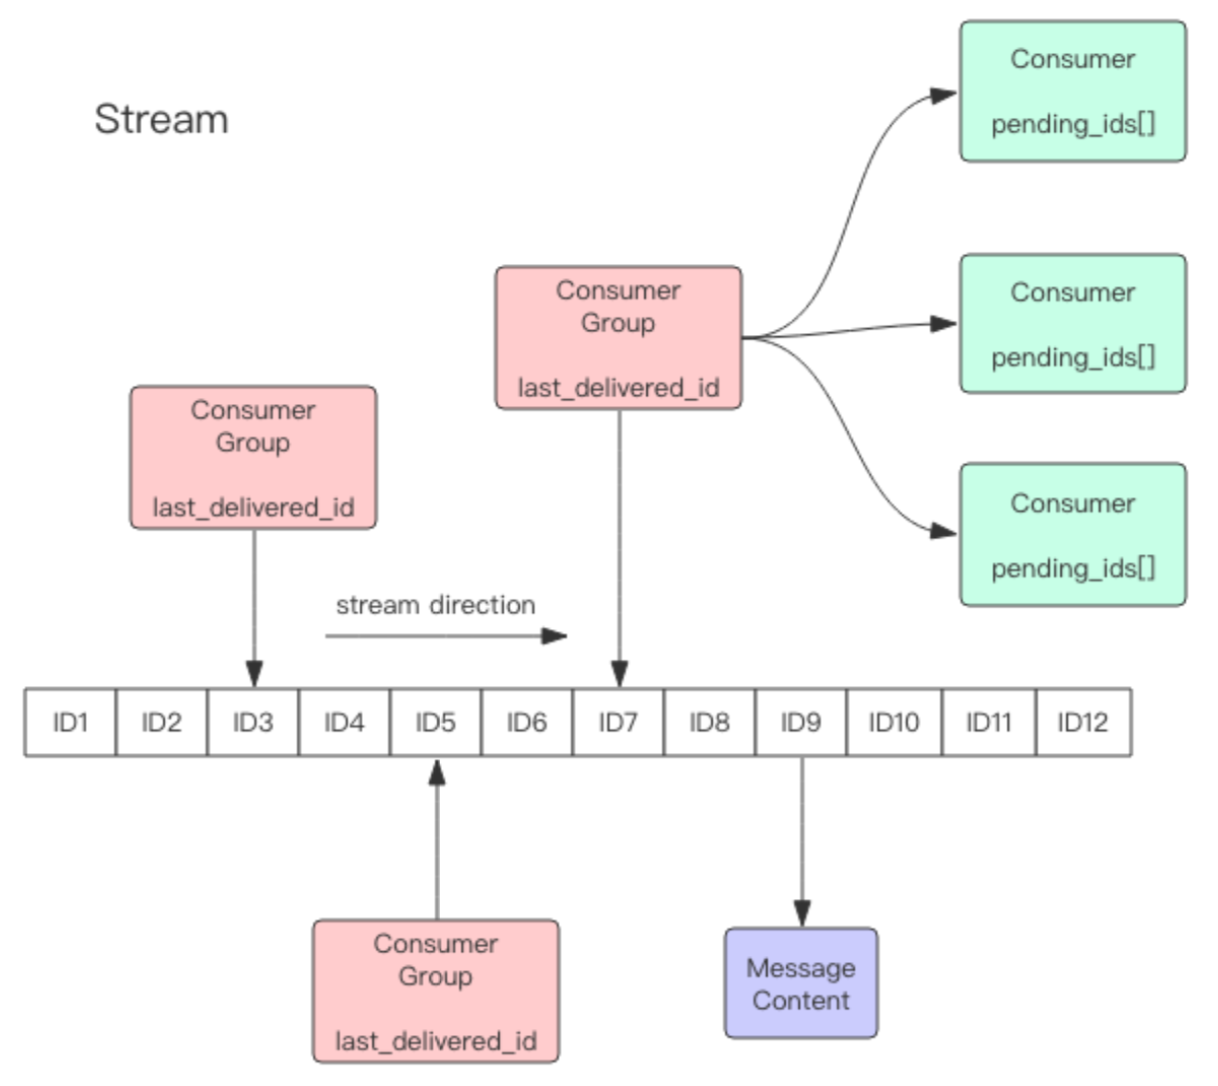 Stream
Consumer
pending_ids[]
Consumer
Group
last_delivered_id
Consumer
pending_ids[]
Consumer
Group
last_delivered_id
Consumer
pending_ids[]
stream direction
ID1 ID2 ID3 ID4 ID5 ID6 ID7 ID8 ID9 ID10 ID11 ID12
Consumer
Group
last_delivered_id
Message
Content